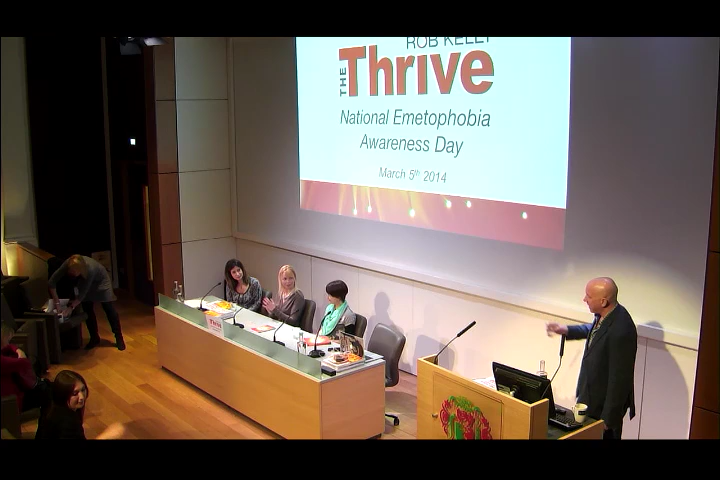 ROB KELLY
THE Thrive
National Emetophobia
Awareness Day
March 5th 2014